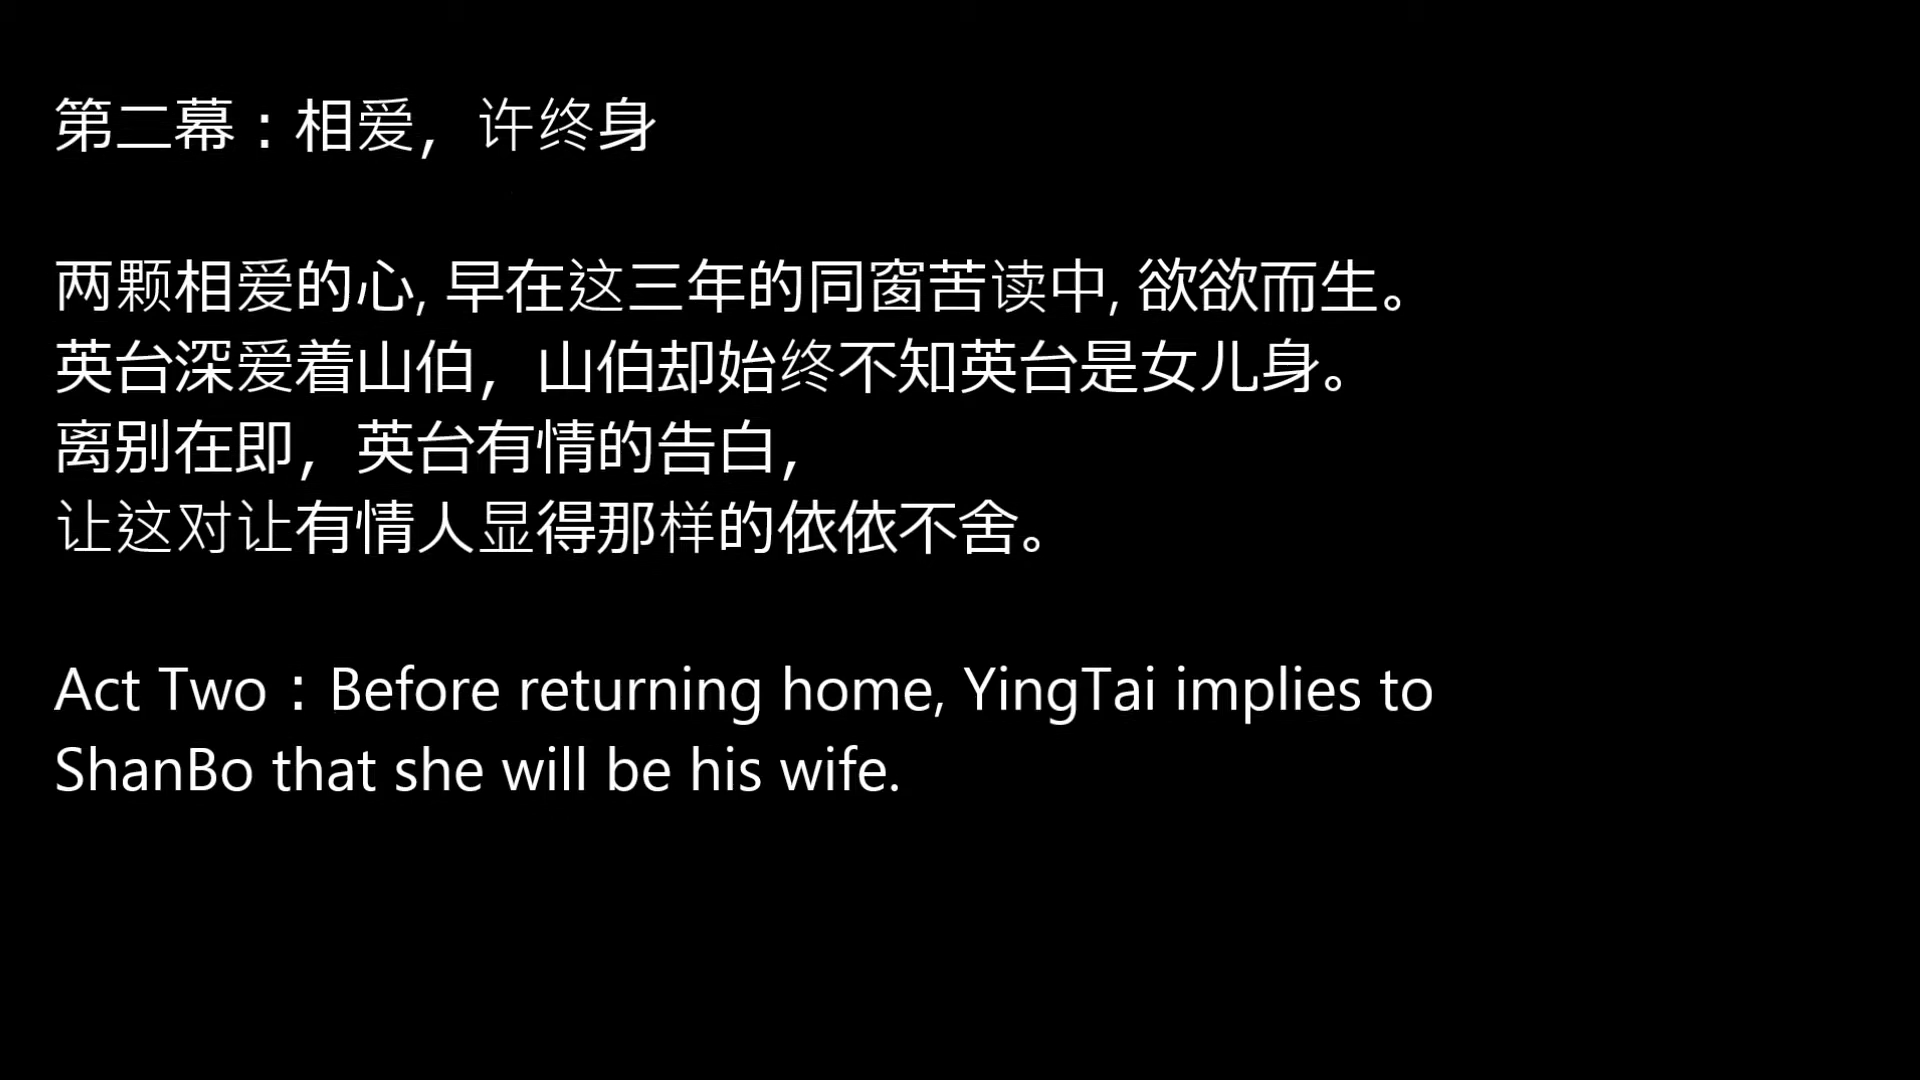 第二幕：相爱，许终身
两颗相爱的心, 早在这三年的同窗苦读中, 欲欲而生。
英台深爱着山伯，山伯却始终不知英台是女儿身。
离别在即，英台有情的告白，
让这对让有情人显得那样的依依不舍。
Act Two：Before returning home, YingTai implies to
ShanBo that she will be his wife.